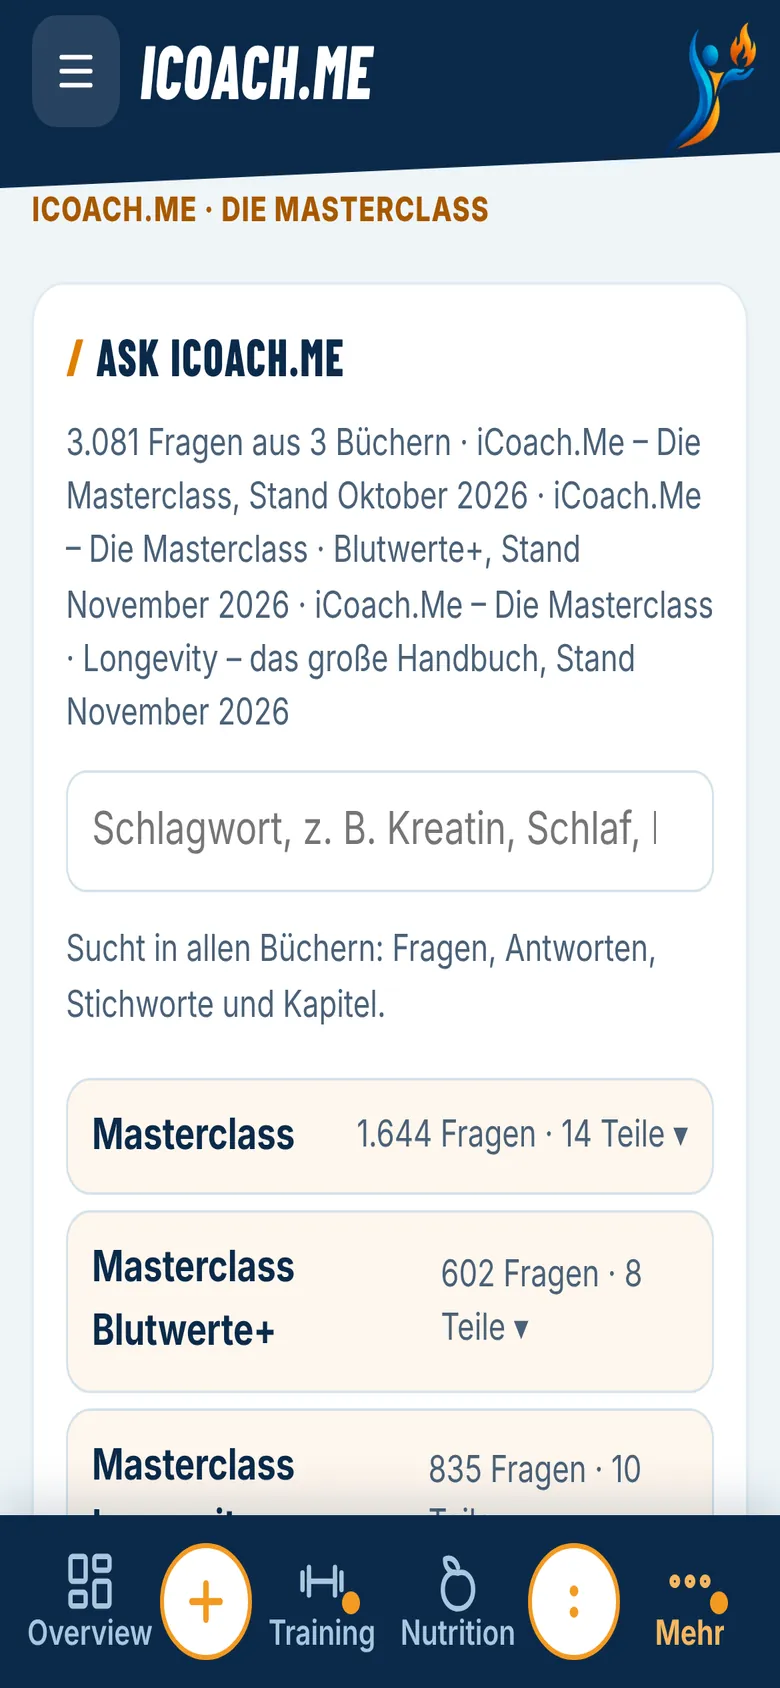 ICOACH.ME
ICOACH.ME · DIE MASTERCLASS
/ ASK ICOACH.ME
3.081 Fragen aus 3 Büchern · iCoach.Me – Die
Masterclass, Stand Oktober 2026 · iCoach.Me
– Die Masterclass · Blutwerte+, Stand
November 2026 · iCoach.Me – Die Masterclass
· Longevity – das große Handbuch, Stand
November 2026
Schlagwort, z. B. Kreatin, Schlaf,
Sucht in allen Büchern: Fragen, Antworten,
Stichworte und Kapitel.
Masterclass 1.644 Fragen · 14 Teile ▾
Masterclass
Blutwerte+
602 Fragen · 8
Teile ▾
Masterclass
835 Fragen · 10
Overview
Training
Nutrition
Mehr